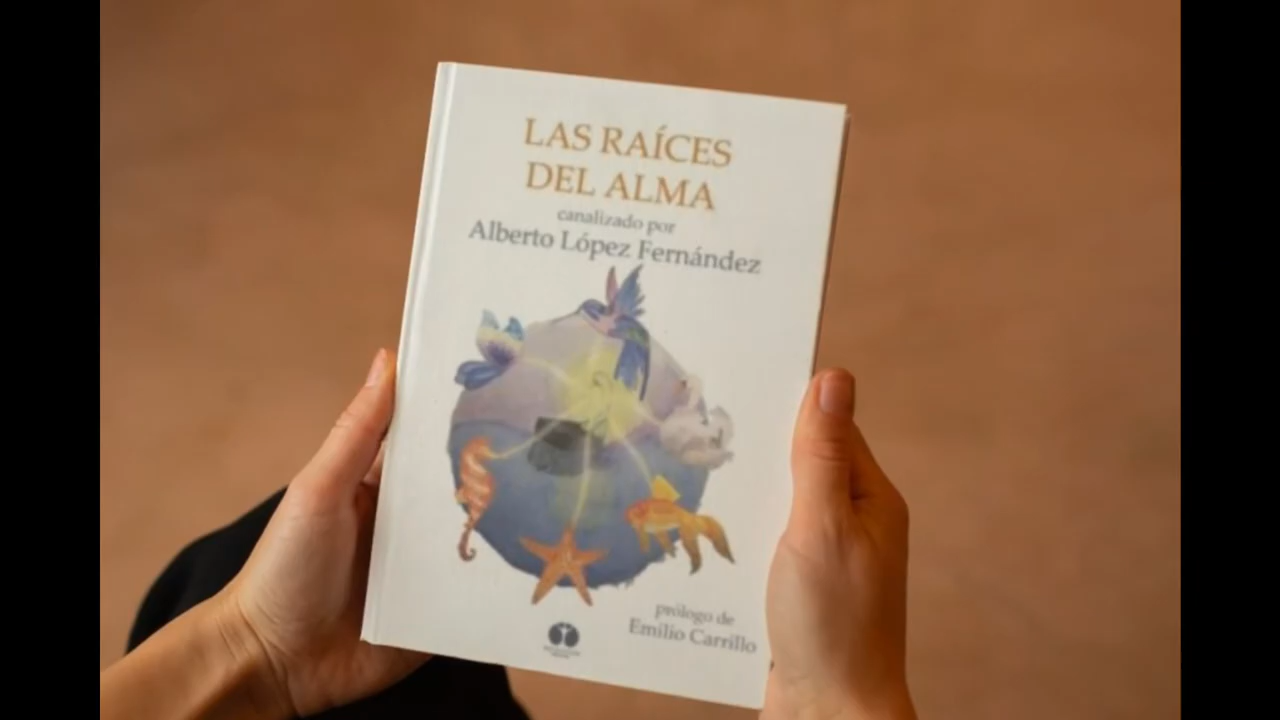 LAS RAÍCES
DEL ALMA
canalizado por
Alberto López Fernández
prólogo de
Emilio Carrillo